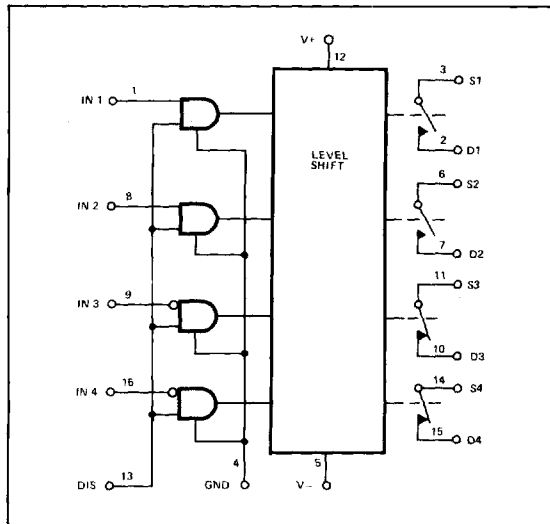 V+
12
IN 1 1
3 S1
2 D1
LEVEL
SHIFT
6 S2
IN 2 8
7 D2
11 S3
IN 3 9
10 D3
IN 4 16
14 S4
15 D4
13
DIS
4
GND
5
V−